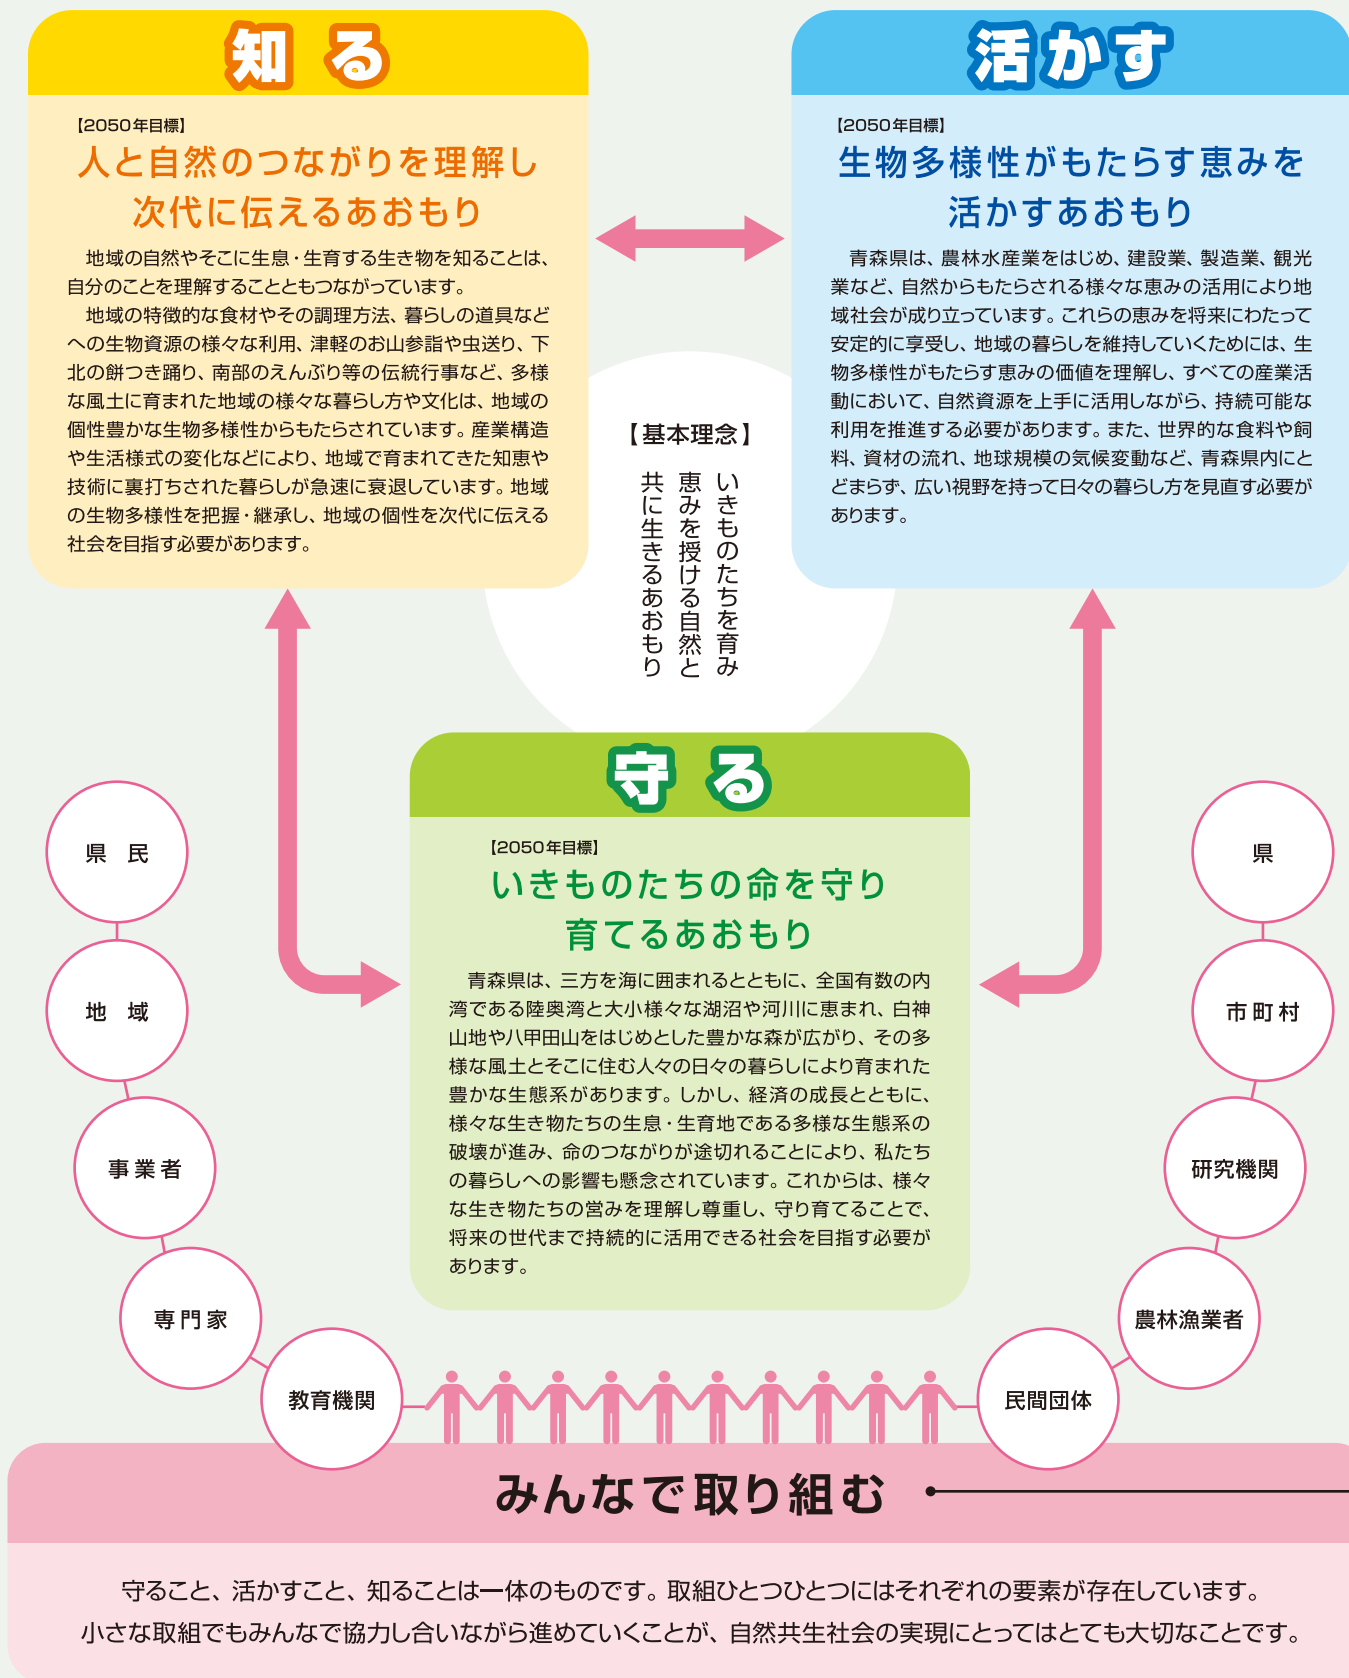 知る
【2050年目標】
人と自然のつながりを理解し
次代に伝えるあおもり
地域の自然やそこに生息・生育する生き物を知ることは、
自分のことを理解することともつながっています。
地域の特徴的な食材やその調理方法、暮らしの道具など
への生物資源の様々な利用、津軽のお山参詣や虫送り、下
北の餅つき踊り、南部のえんぶり等の伝統行事など、多様
な風土に育まれた地域の様々な暮らし方や文化は、地域の
個性豊かな生物多様性からもたらされています。産業構造
や生活様式の変化などにより、地域で育まれてきた知恵や
技術に裏打ちされた暮らしが急速に衰退しています。地域
の生物多様性を把握・継承し、地域の個性を次代に伝える
社会を目指す必要があります。
活かす
【2050年目標】
生物多様性がもたらす恵みを
活かすあおもり
青森県は、農林水産業をはじめ、建設業、製造業、観光
業など、自然からもたらされる様々な恵みの活用により地
域社会が成り立っています。これらの恵みを将来にわたって
安定的に享受し、地域の暮らしを維持していくためには、生
物多様性がもたらす恵みの価値を理解し、すべての産業活
動において、自然資源を上手に活用しながら、持続可能な
利用を推進する必要があります。また、世界的な食料や飼
料、資材の流れ、地球規模の気候変動など、青森県内にと
どまらず、広い視野を持って日々の暮らし方を見直す必要が
あります。
【基本理念】
いきものたちを育み
恵みを授ける自然と
共に生きるあおもり
守る
【2050年目標】
いきものたちの命を守り
育てるあおもり
青森県は、三方を海に囲まれるとともに、全国有数の内
湾である陸奥湾と大小様々な湖沼や河川に恵まれ、白神
山地や八甲田山をはじめとした豊かな森が広がり、その多
様な風土とそこに住む人々の日々の暮らしにより育まれた
豊かな生態系があります。しかし、経済の成長とともに、
様々な生き物たちの生息・生育地である多様な生態系の
破壊が進み、命のつながりが途切れることにより、私たち
の暮らしへの影響も懸念されています。これからは、様々
な生き物たちの営みを理解し尊重し、守り育てることで、
将来の世代まで持続的に活用できる社会を目指す必要が
あります。
県民
地域
事業者
専門家
教育機関
県
市町村
研究機関
農林漁業者
民間団体
みんなで取り組む
守ること、活かすこと、知ることは一体のものです。取組ひとつひとつにはそれぞれの要素が存在しています。
小さな取組でもみんなで協力し合いながら進めていくことが、自然共生社会の実現にとってはとても大切なことです。